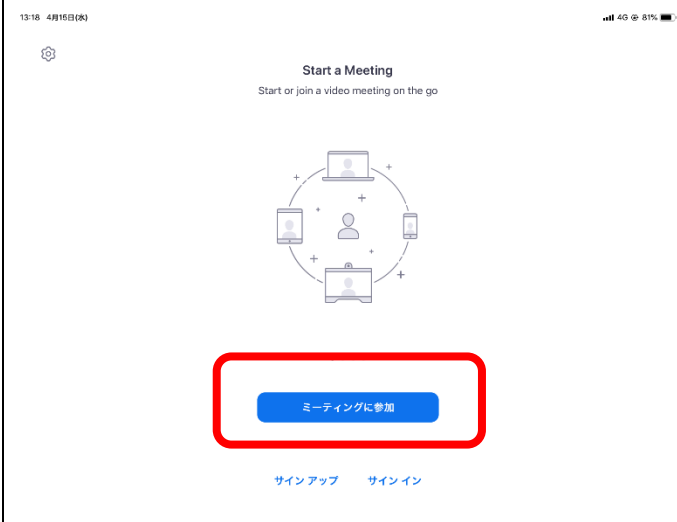 13:18 4月15日(水)
4G 81%
Start a Meeting
Start or join a video meeting on the go
ミーティングに参加
サイン アップ サイン イン